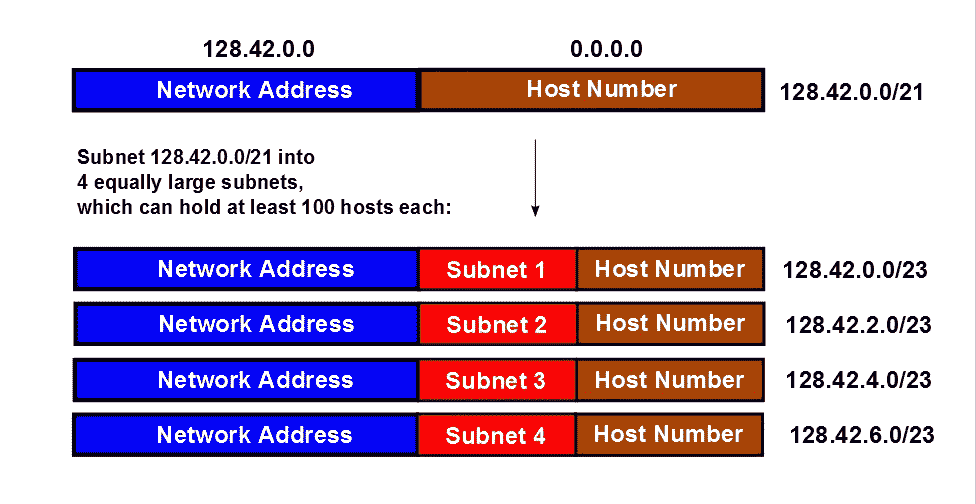 128.42.0.0 0.0.0.0
Network Address Host Number 128.42.0.0/21
Subnet 128.42.0.0/21 into
4 equally large subnets,
which can hold at least 100 hosts each:
Network Address Subnet 1 Host Number 128.42.0.0/23
Network Address Subnet 2 Host Number 128.42.2.0/23
Network Address Subnet 3 Host Number 128.42.4.0/23
Network Address Subnet 4 Host Number 128.42.6.0/23